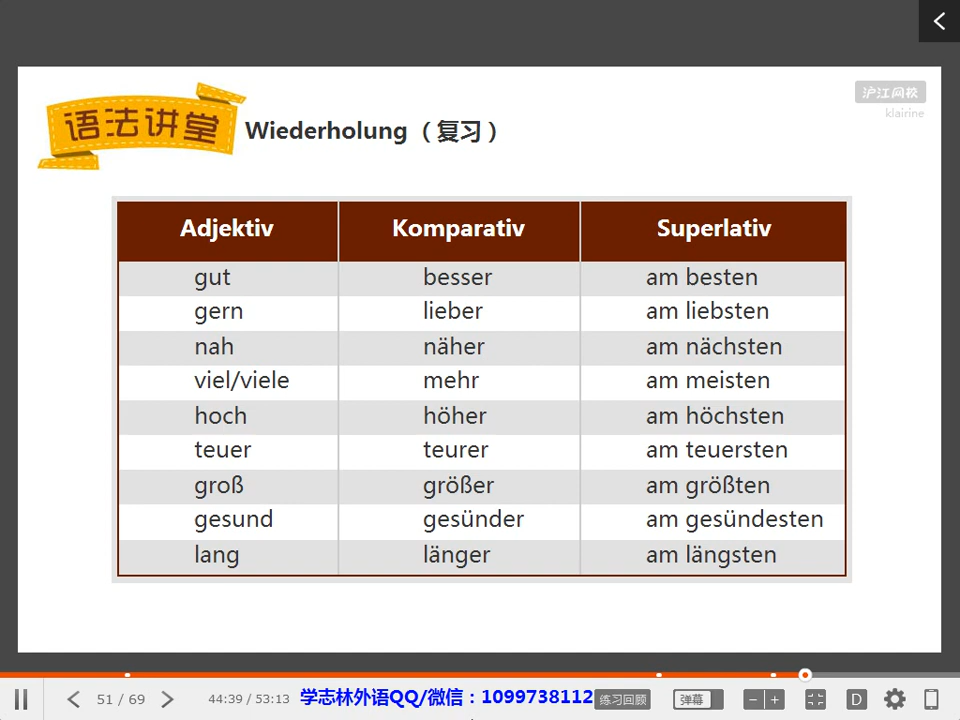 语法讲堂
Wiederholung（复习）
沪江网校
klairine
Adjektiv Komparativ Superlativ
gut besser am besten
gern lieber am liebsten
nah näher am nächsten
viel/viele mehr am meisten
hoch höher am höchsten
teuer teurer am teuersten
groß größer am größten
gesund gesünder am gesündesten
lang länger am längsten
51 / 69 44:39 / 53:13 学志林外语QQ/微信：1099738112 练习回顾 弹幕 D